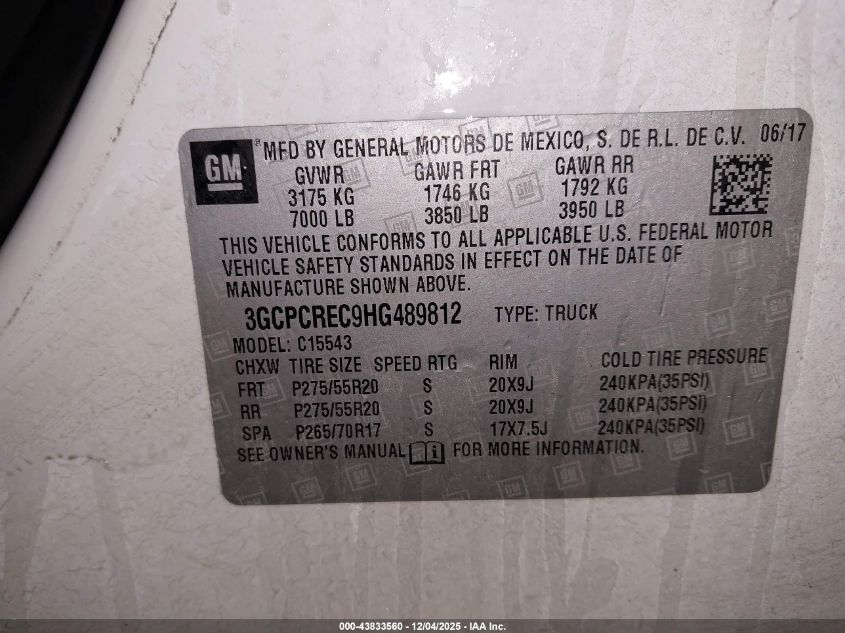 GM ® MFD BY GENERAL MOTORS DE MEXICO, S. DE R.L. DE C.V. 06/17
GVWR GAWR FRT GAWR RR
3175 KG 1746 KG 1792 KG
7000 LB 3850 LB 3950 LB
THIS VEHICLE CONFORMS TO ALL APPLICABLE U.S. FEDERAL MOTOR
VEHICLE SAFETY STANDARDS IN EFFECT ON THE DATE OF
MANUFACTURE SHOWN ABOVE.
3GCPCREC9HG489812 TYPE: TRUCK
MODEL: C15543
CHXW TIRE SIZE SPEED RTG RIM COLD TIRE PRESSURE
FRT P275/55R20 S 20X9J 240KPA(35PSI)
RR P275/55R20 S 20X9J 240KPA(35PSI)
SPA P265/70R17 S 17X7.5J 240KPA(35PSI)
SEE OWNER'S MANUAL i FOR MORE INFORMATION.
000-43833560 - 12/04/2025 - IAA Inc.